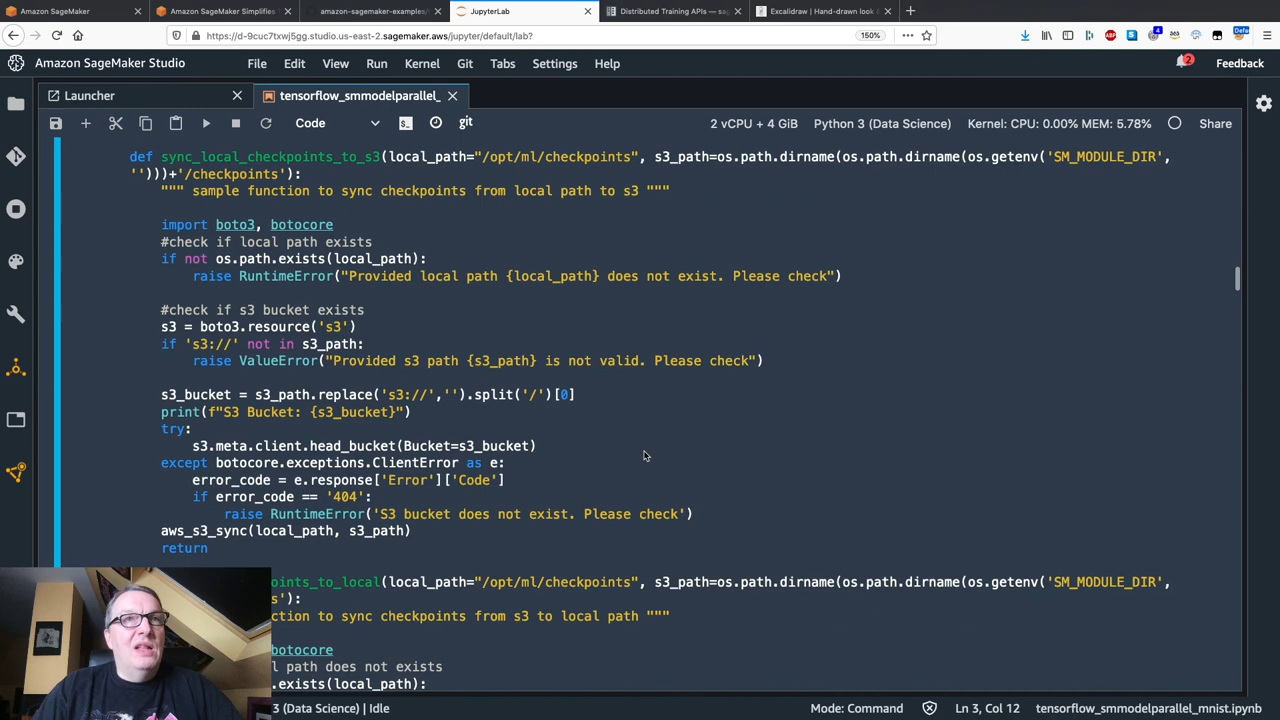 Amazon SageMaker
Amazon SageMaker Simplifies
amazon-sagemaker-examples/
JupyterLab
Distributed Training APIs — sag
Excalidraw | Hand-drawn look &
https://d-9cuc7txwj5gg.studio.us-east-2.sagemaker.aws/jupyter/default/lab?
150%
Amazon SageMaker Studio
File Edit View Run Kernel Git Tabs Settings Help
2
Feedback
Launcher
tensorflow_smmodelparallel_
Code
git
2 vCPU + 4 GiB
Python 3 (Data Science)
Kernel: CPU: 0.00% MEM: 5.78%
Share
def sync_local_checkpoints_to_s3(local_path="/opt/ml/checkpoints", s3_path=os.path.dirname(os.path.dirname(os.getenv('SM_MODULE_DIR',
'')))+'/checkpoints'):
""" sample function to sync checkpoints from local path to s3 """
import boto3, botocore
#check if local path exists
if not os.path.exists(local_path):
raise RuntimeError("Provided local path {local_path} does not exist. Please check")
#check if s3 bucket exists
s3 = boto3.resource('s3')
if 's3://' not in s3_path:
raise ValueError("Provided s3 path {s3_path} is not valid. Please check")
s3_bucket = s3_path.replace('s3://','').split('/')[0]
print(f"S3 Bucket: {s3_bucket}")
try:
s3.meta.client.head_bucket(Bucket=s3_bucket)
except botocore.exceptions.ClientError as e:
error_code = e.response['Error']['Code']
if error_code == '404':
raise RuntimeError('S3 bucket does not exist. Please check')
aws_s3_sync(local_path, s3_path)
return
oints_to_local(local_path="/opt/ml/checkpoints", s3_path=os.path.dirname(os.path.dirname(os.getenv('SM_MODULE_DIR',
s'):
nction to sync checkpoints from s3 to local path """
botocore
l path does not exists
.exists(local_path):
3 (Data Science) | Idle
Mode: Command
Ln 3, Col 12
tensorflow_smmodelparallel_mnist.ipynb